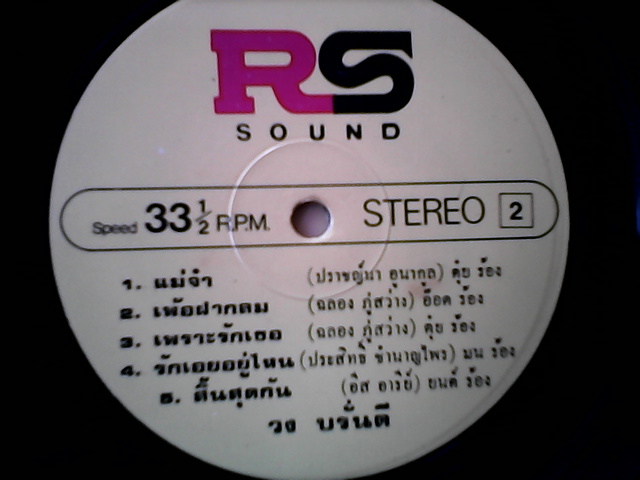 RS
SOUND
Speed 33 1/2 R.P.M. STEREO 2
1. แม่จ๋า (ปราชญ์นา อุนากูล) ตุ๋ย ร้อง
2. เพ้อฝากลม (ฉลอง ภู่สว่าง) อ๊อด ร้อง
3. เพราะรักเธอ (ฉลอง ภู่สว่าง) ตุ๋ย ร้อง
4. รักเอยอยู่ไหน (ประสิทธิ์ ชำนาญไพร) มน ร้อง
5. สิ้นสุดกัน (อิส อารีย์) ยนต์ ร้อง
วง บรั่นดี